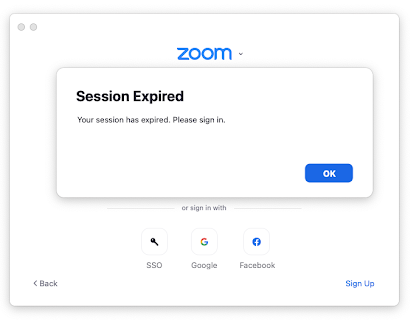 zoom
Session Expired
Your session has expired. Please sign in.
OK
or sign in with
SSO Google Facebook
Back Sign Up